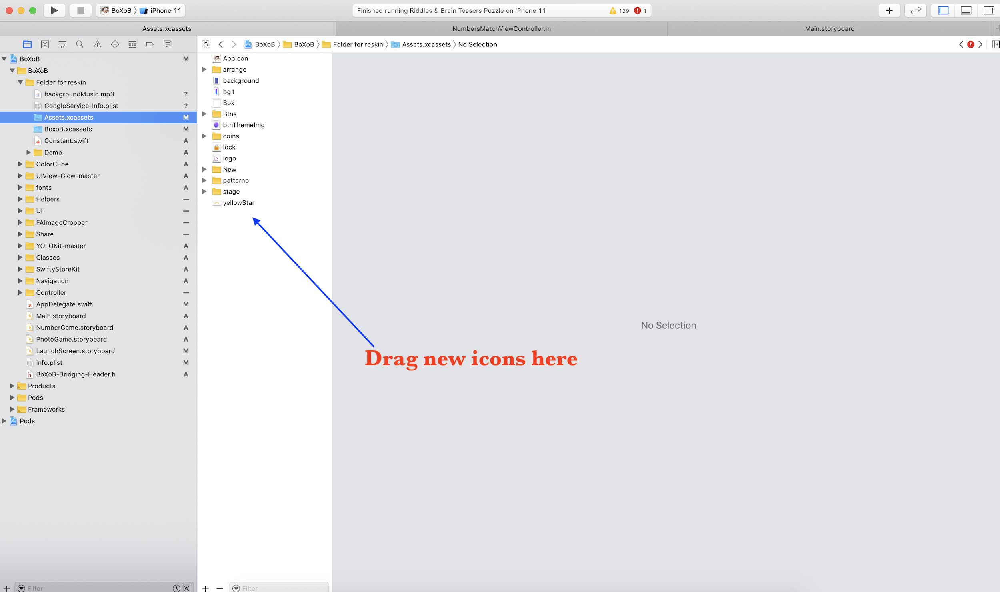 BoXoB 〉 iPhone 11
Finished running Riddles & Brain Teasers Puzzle on iPhone 11
129
1
Assets.xcassets
NumbersMatchViewController.m
Main.storyboard
BoXoB 〉 BoXoB 〉 Folder for reskin 〉 Assets.xcassets 〉 No Selection
BoXoB M
BoXoB
Folder for reskin
backgroundMusic.mp3 ?
GoogleService-Info.plist ?
Assets.xcassets M
BoxoB.xcassets M
Constant.swift A
Demo A
ColorCube A
UIView-Glow-master A
fonts A
Helpers —
UI —
FAImageCropper —
Share —
YOLOKit-master A
Classes A
SwiftyStoreKit A
Navigation A
Controller —
AppDelegate.swift M
Main.storyboard A
NumberGame.storyboard A
PhotoGame.storyboard A
LaunchScreen.storyboard M
Info.plist M
h BoXoB-Bridging-Header.h A
Products
Pods
Frameworks
Pods
Filter
AppIcon
arrango
background
bg1
Box
Btns
btnThemeImg
coins
lock
R logo
New
patterno
stage
yellowStar
Filter
No Selection
Drag new icons here